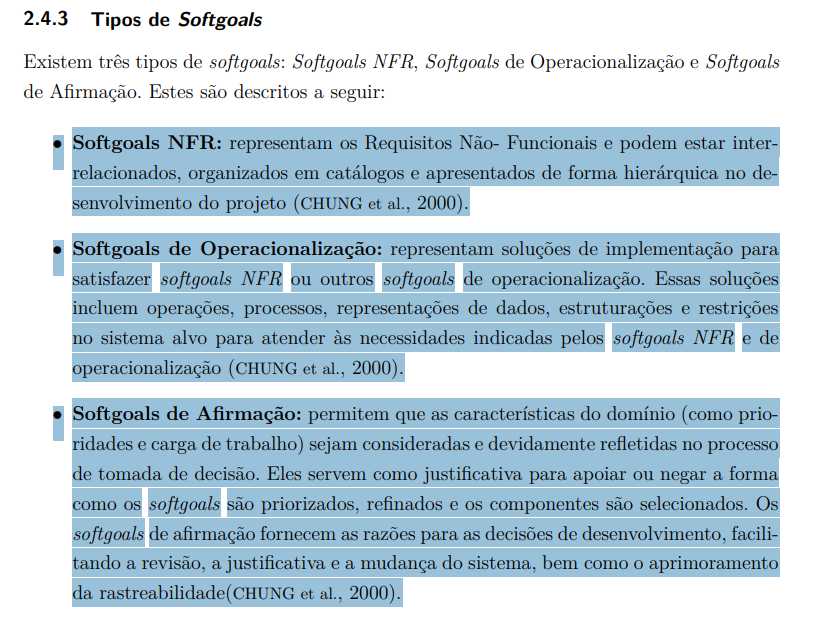 2.4.3 Tipos de Softgoals
Existem três tipos de softgoals: Softgoals NFR, Softgoals de Operacionalização e Softgoals
de Afirmação. Estes são descritos a seguir:
• Softgoals NFR: representam os Requisitos Não- Funcionais e podem estar inter-
relacionados, organizados em catálogos e apresentados de forma hierárquica no de-
senvolvimento do projeto (CHUNG et al., 2000).
• Softgoals de Operacionalização: representam soluções de implementação para
satisfazer softgoals NFR ou outros softgoals de operacionalização. Essas soluções
incluem operações, processos, representações de dados, estruturações e restrições
no sistema alvo para atender às necessidades indicadas pelos softgoals NFR e de
operacionalização (CHUNG et al., 2000).
• Softgoals de Afirmação: permitem que as características do domínio (como prio-
ridades e carga de trabalho) sejam consideradas e devidamente refletidas no processo
de tomada de decisão. Eles servem como justificativa para apoiar ou negar a forma
como os softgoals são priorizados, refinados e os componentes são selecionados. Os
softgoals de afirmação fornecem as razões para as decisões de desenvolvimento, facili-
tando a revisão, a justificativa e a mudança do sistema, bem como o aprimoramento
da rastreabilidade(CHUNG et al., 2000).